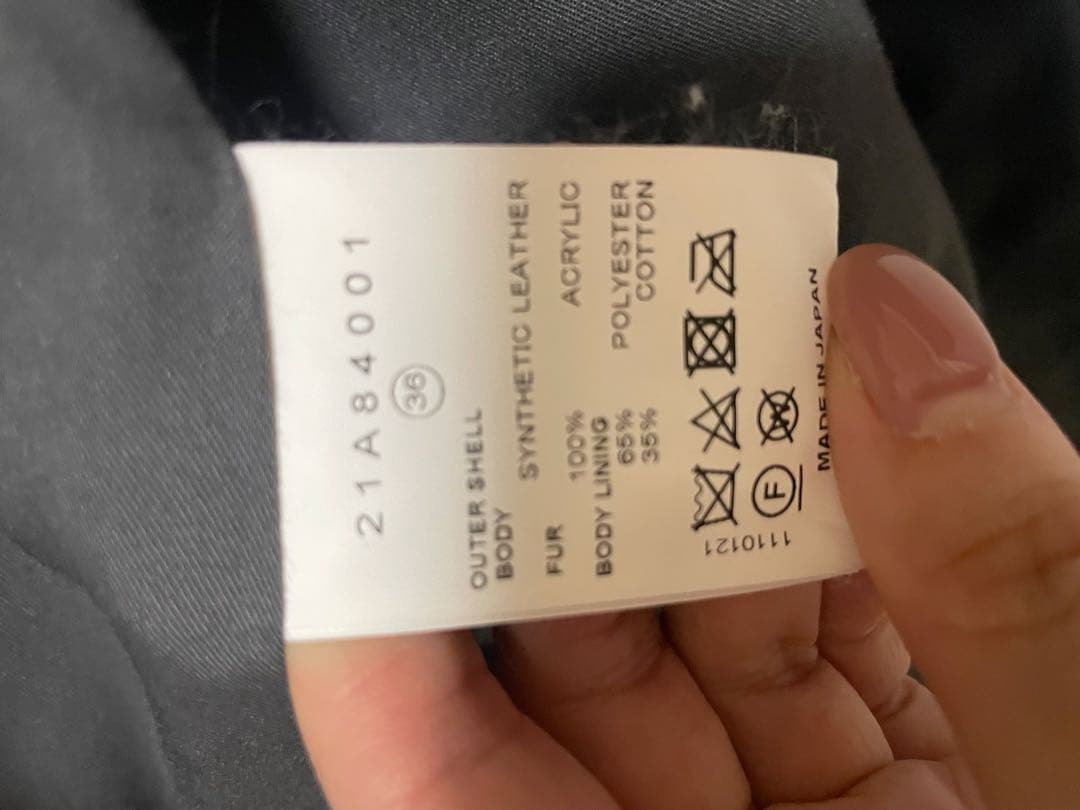 21A84001
36
OUTER SHELL
BODY
SYNTHETIC LEATHER
FUR 100% ACRYLIC
BODY LINING
65% POLYESTER
35% COTTON
F W
1110121
MADE IN JAPAN